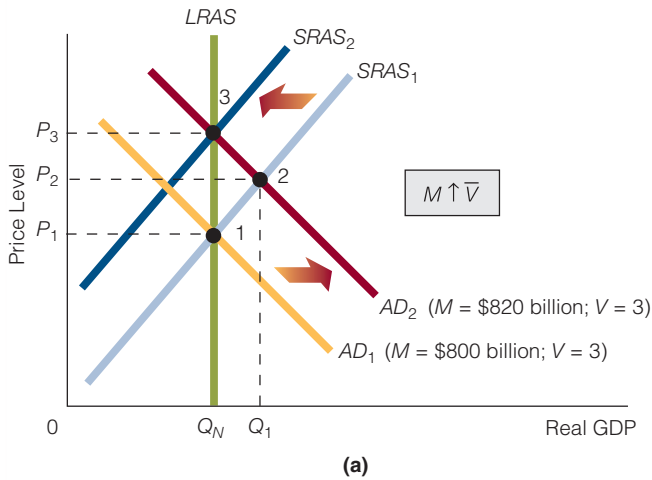 LRAS
SRAS₂
SRAS₁
3
P₃
P₂
2
M ↑ V̅
Price Level
P₁
1
AD₂ (M = $820 billion; V = 3)
AD₁ (M = $800 billion; V = 3)
0
Q_N
Q₁
Real GDP
(a)